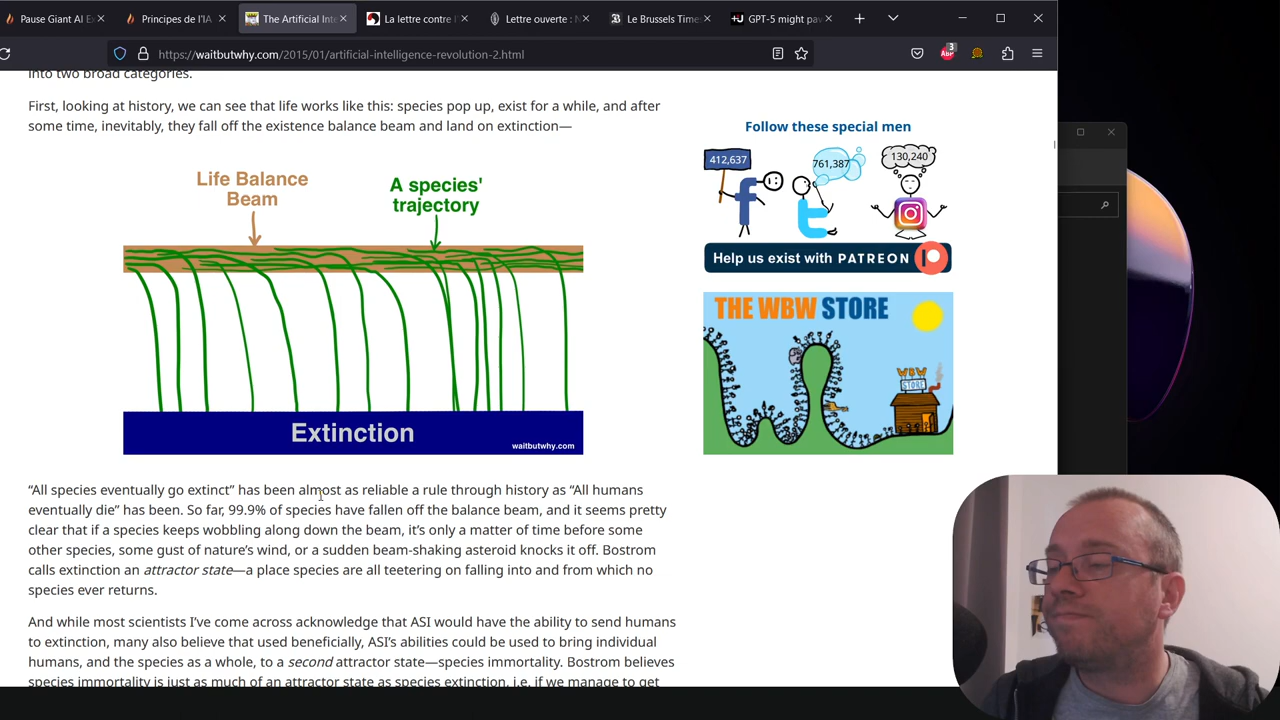 Pause Giant AI Ex
Principes de l'IA
The Artificial Inte
La lettre contre l'
Lettre ouverte : N
Le Brussels Times
GPT-5 might pav
3
https://waitbutwhy.com/2015/01/artificial-intelligence-revolution-2.html
into two broad categories.
First, looking at history, we can see that life works like this: species pop up, exist for a while, and after
some time, inevitably, they fall off the existence balance beam and land on extinction—
Life Balance
Beam
A species'
trajectory
Extinction
waitbutwhy.com
“All species eventually go extinct” has been almost as reliable a rule through history as “All humans
eventually die” has been. So far, 99.9% of species have fallen off the balance beam, and it seems pretty
clear that if a species keeps wobbling along down the beam, it’s only a matter of time before some
other species, some gust of nature’s wind, or a sudden beam-shaking asteroid knocks it off. Bostrom
calls extinction an attractor state—a place species are all teetering on falling into and from which no
species ever returns.
And while most scientists I’ve come across acknowledge that ASI would have the ability to send humans
to extinction, many also believe that used beneficially, ASI’s abilities could be used to bring individual
humans, and the species as a whole, to a second attractor state—species immortality. Bostrom believes
species immortality is just as much of an attractor state as species extinction, i.e. if we manage to get
Follow these special men
412,637
761,387
130,240
Help us exist with PATREON
THE WBW STORE
STORE